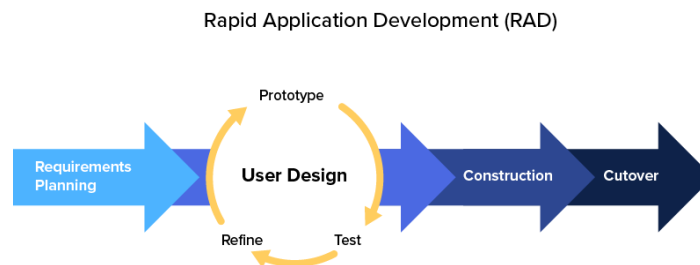 Rapid Application Development (RAD)
Prototype
Requirements
Planning
User Design
Construction
Cutover
Refine
Test